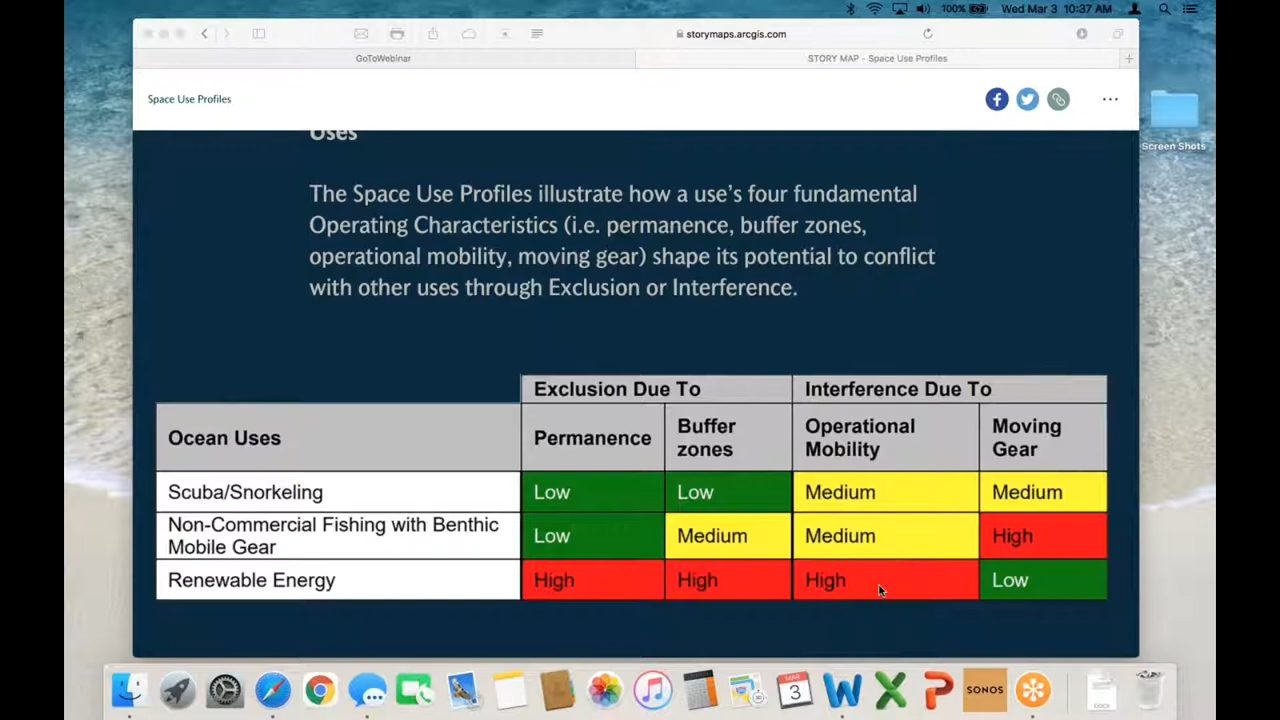 100%
Wed Mar 3 10:37 AM
storymaps.arcgis.com
GoToWebinar
STORY MAP - Space Use Profiles
Space Use Profiles
Screen Shots
Uses
The Space Use Profiles illustrate how a use's four fundamental
Operating Characteristics (i.e. permanence, buffer zones,
operational mobility, moving gear) shape its potential to conflict
with other uses through Exclusion or Interference.
Exclusion Due To Interference Due To
Ocean Uses Permanence Buffer zones Operational Mobility Moving Gear
Scuba/Snorkeling Low Low Medium Medium
Non-Commercial Fishing with Benthic
Mobile Gear Low Medium Medium High
Renewable Energy High High High Low
MAR
3
SONOS
DOCX